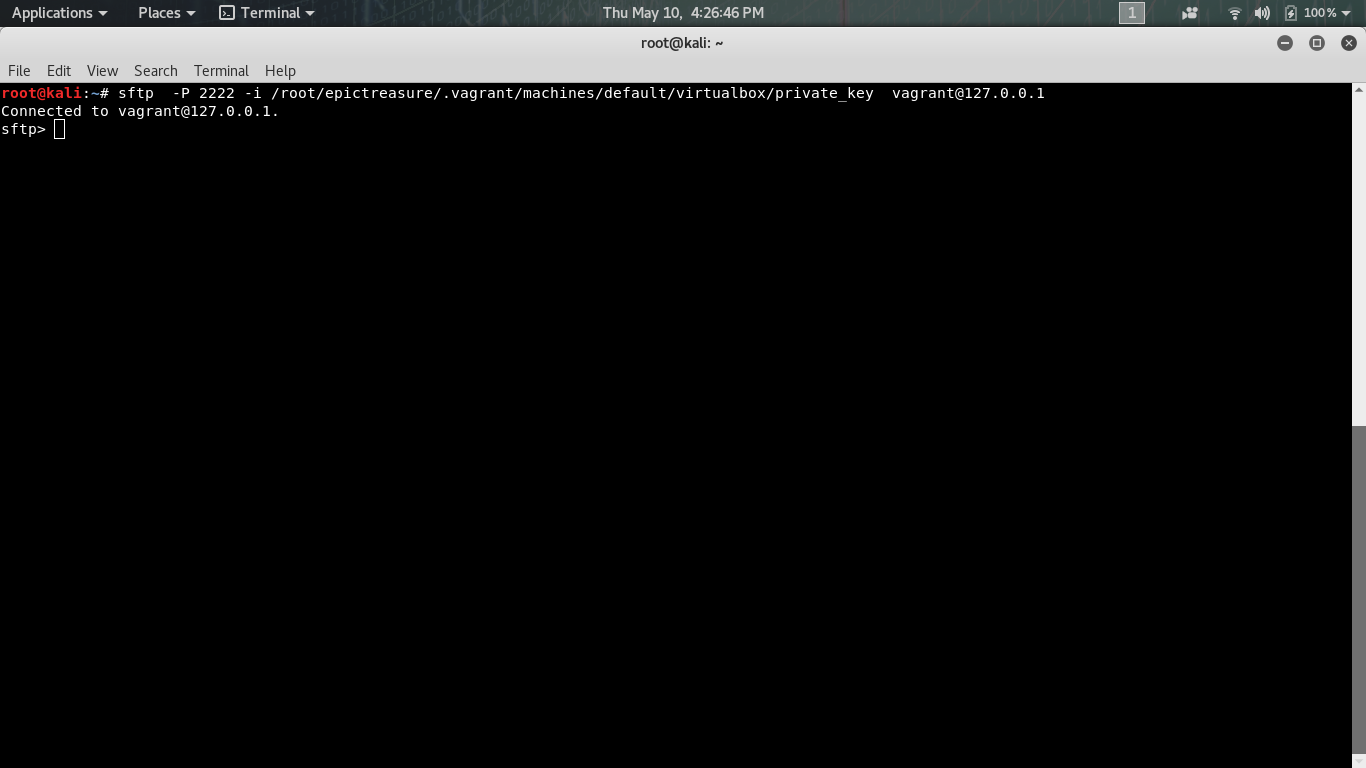 Applications Places Terminal Thu May 10, 4:26:46 PM 1 100%
root@kali: ~
File Edit View Search Terminal Help
root@kali:~# sftp  -P 2222 -i /root/epictreasure/.vagrant/machines/default/virtualbox/private_key  vagrant@127.0.0.1
Connected to vagrant@127.0.0.1.
sftp>